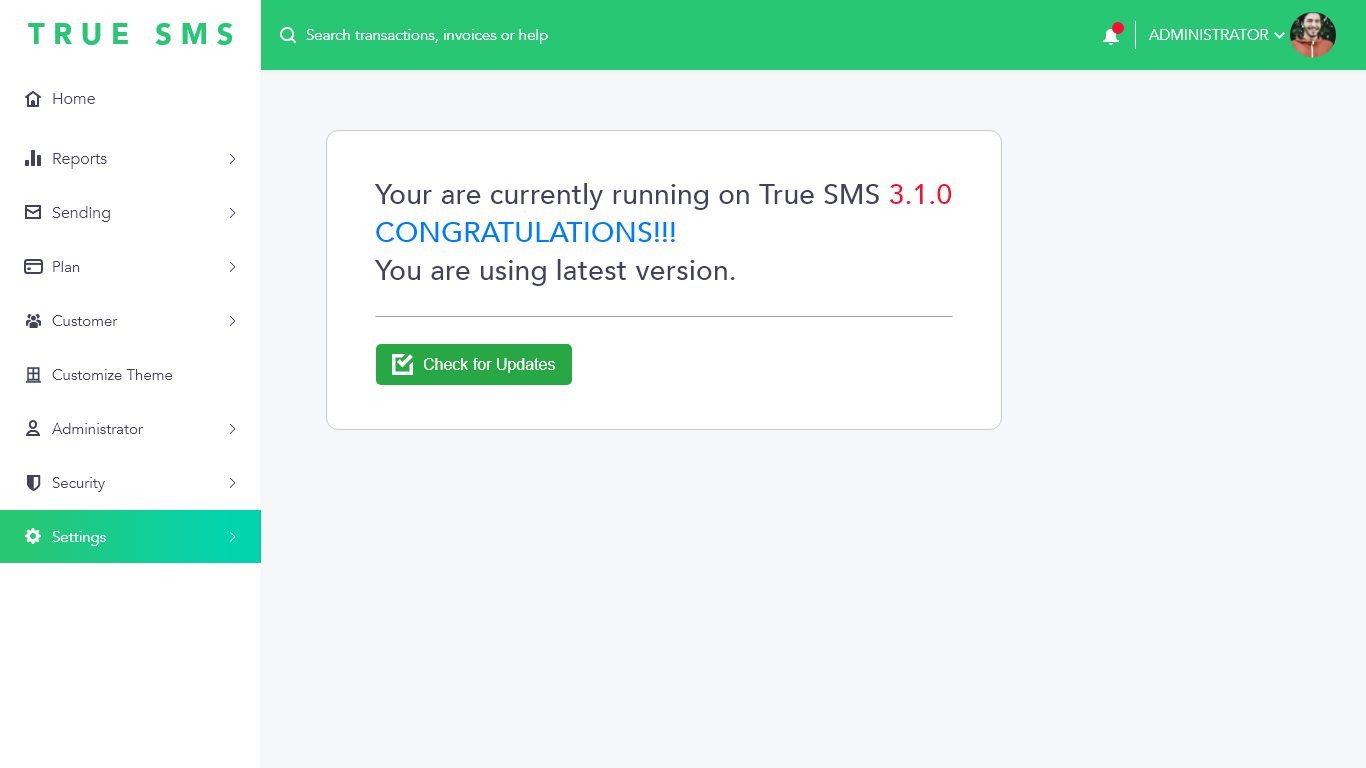 TRUE SMS
Search transactions, invoices or help
ADMINISTRATOR
Home
Reports
Sending
Plan
Customer
Customize Theme
Administrator
Security
Settings
Your are currently running on True SMS 3.1.0
CONGRATULATIONS!!!
You are using latest version.
Check for Updates